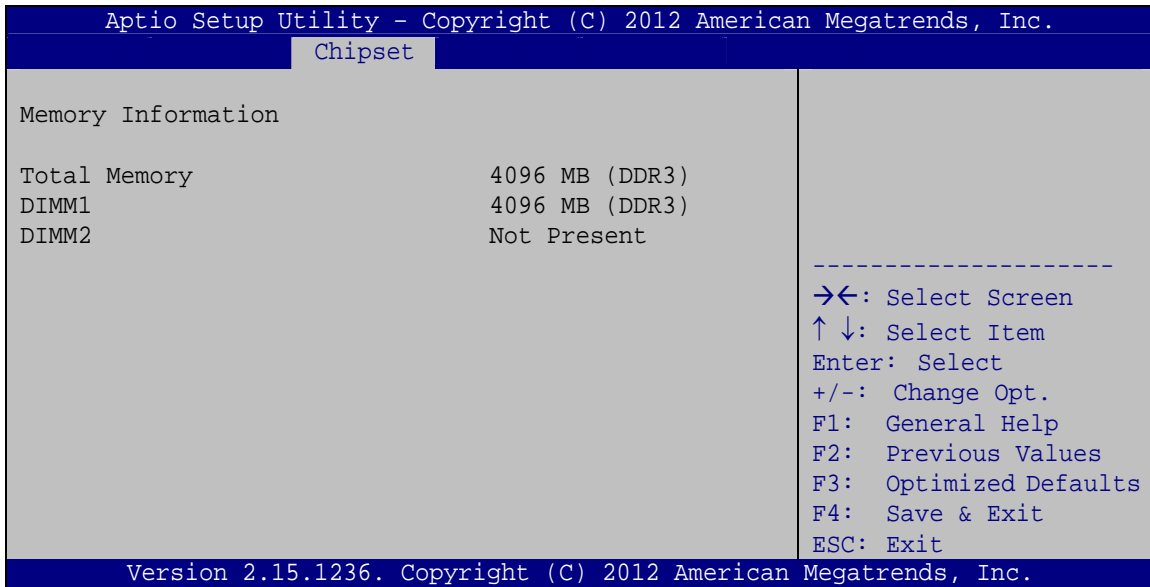 Aptio Setup Utility – Copyright (C) 2012 American Megatrends, Inc.
Chipset
Memory Information
Total Memory 4096 MB (DDR3)
DIMM1 4096 MB (DDR3)
DIMM2 Not Present
---------------------
→←: Select Screen
↑ ↓: Select Item
Enter: Select
+/-: Change Opt.
F1: General Help
F2: Previous Values
F3: Optimized Defaults
F4: Save & Exit
ESC: Exit
Version 2.15.1236. Copyright (C) 2012 American Megatrends, Inc.